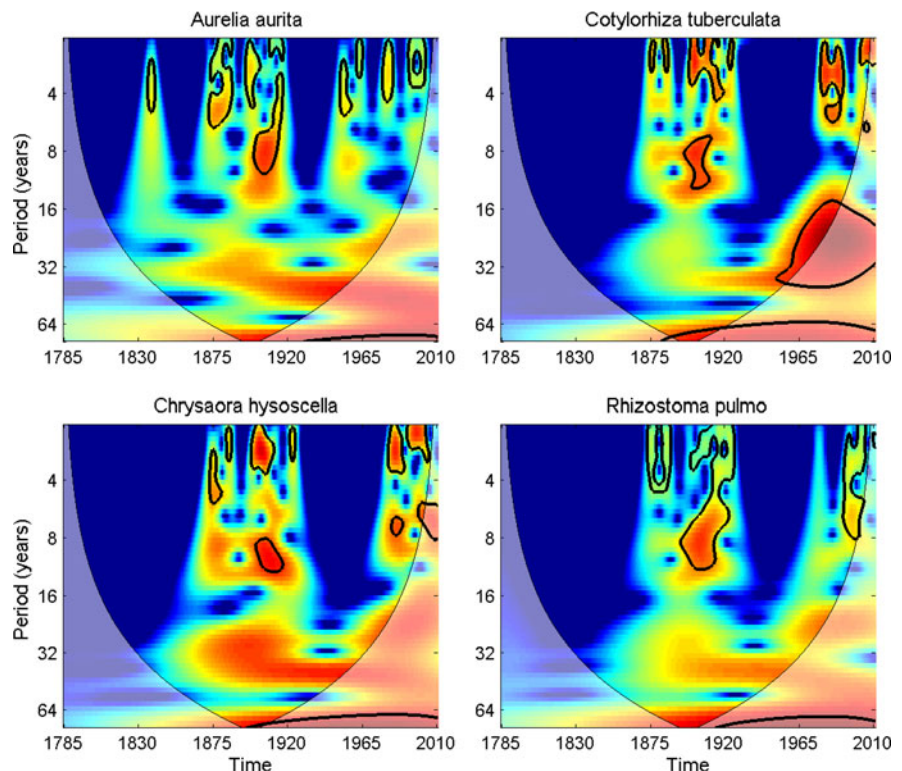 Aurelia aurita
Cotylorhiza tuberculata
Period (years)
4
8
16
32
64
1785 1830 1875 1920 1965 2010
4
8
16
32
64
1785 1830 1875 1920 1965 2010
Chrysaora hysoscella
Rhizostoma pulmo
Period (years)
4
8
16
32
64
1785 1830 1875 1920 1965 2010
Time
4
8
16
32
64
1785 1830 1875 1920 1965 2010
Time